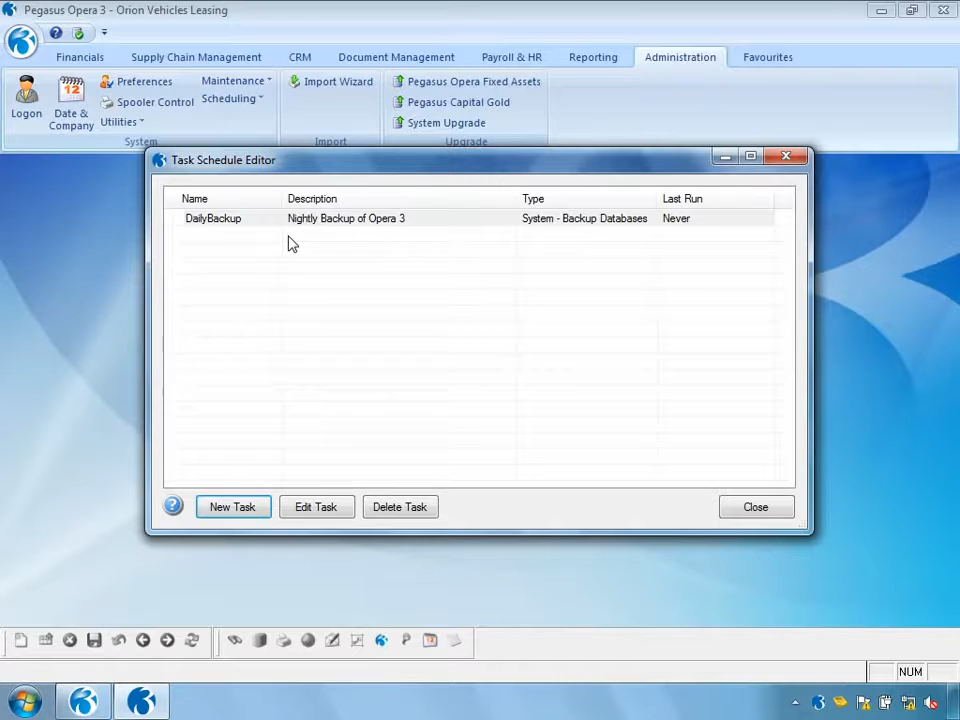 Pegasus Opera 3 - Orion Vehicles Leasing
Financials Supply Chain Management CRM Document Management Payroll & HR Reporting Administration Favourites
Logon
Date & Company
Preferences
Spooler Control
Utilities
Maintenance
Scheduling
System
Import Wizard
Import
Pegasus Opera Fixed Assets
Pegasus Capital Gold
System Upgrade
Upgrade
Task Schedule Editor
Name Description Type Last Run
DailyBackup Nightly Backup of Opera 3 System - Backup Databases Never
New Task Edit Task Delete Task Close
NUM